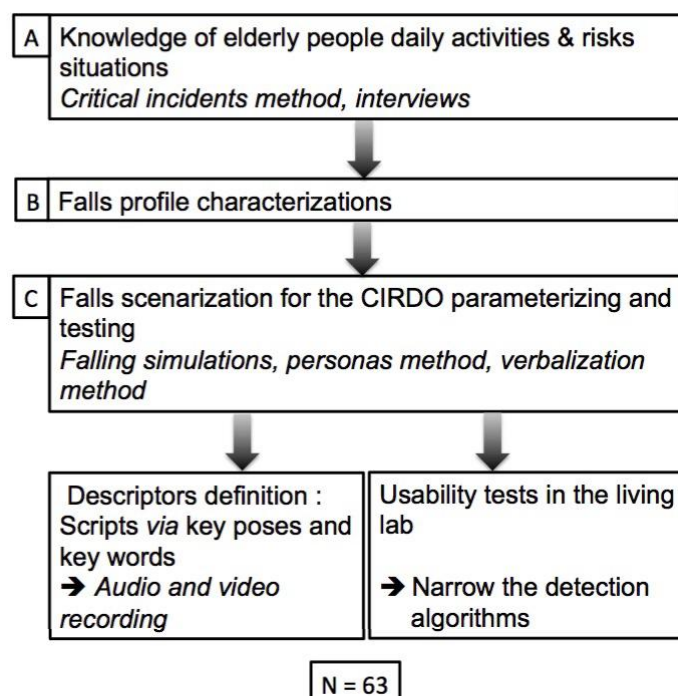 A
Knowledge of elderly people daily activities & risks
situations
Critical incidents method, interviews
B
Falls profile characterizations
C
Falls scenarization for the CIRDO parameterizing and
testing
Falling simulations, personas method, verbalization
method
Descriptors definition :
Scripts via key poses and
key words
➔ Audio and video
recording
Usability tests in the living
lab
➔ Narrow the detection
algorithms
N = 63